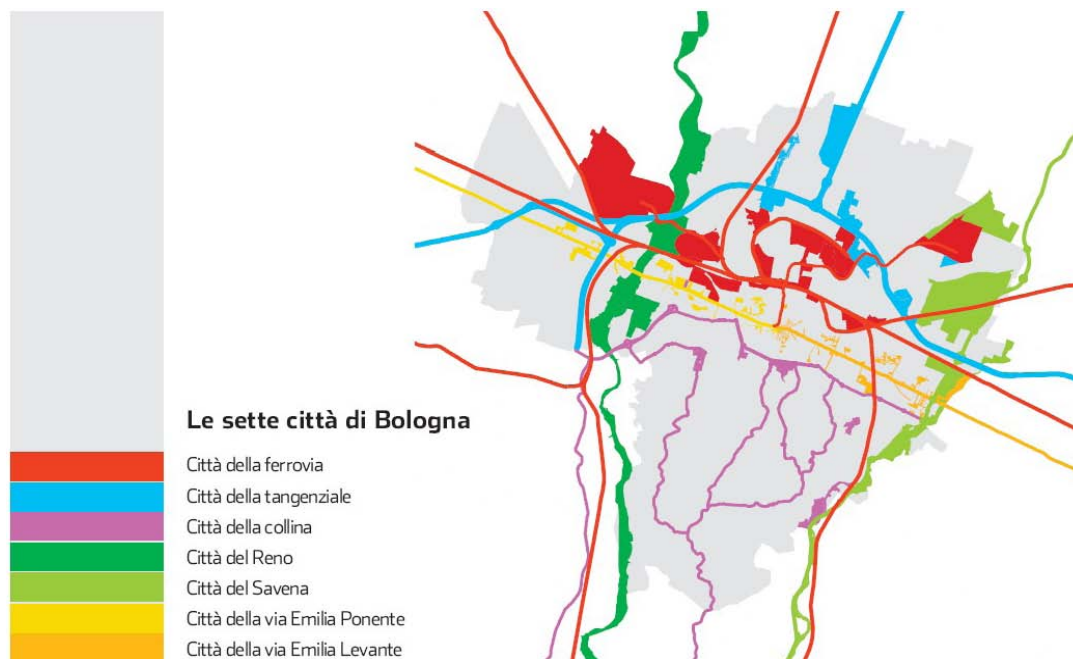 Le sette città di Bologna
Città della ferrovia
Città della tangenziale
Città della collina
Città del Reno
Città del Savena
Città della via Emilia Ponente
Città della via Emilia Levante